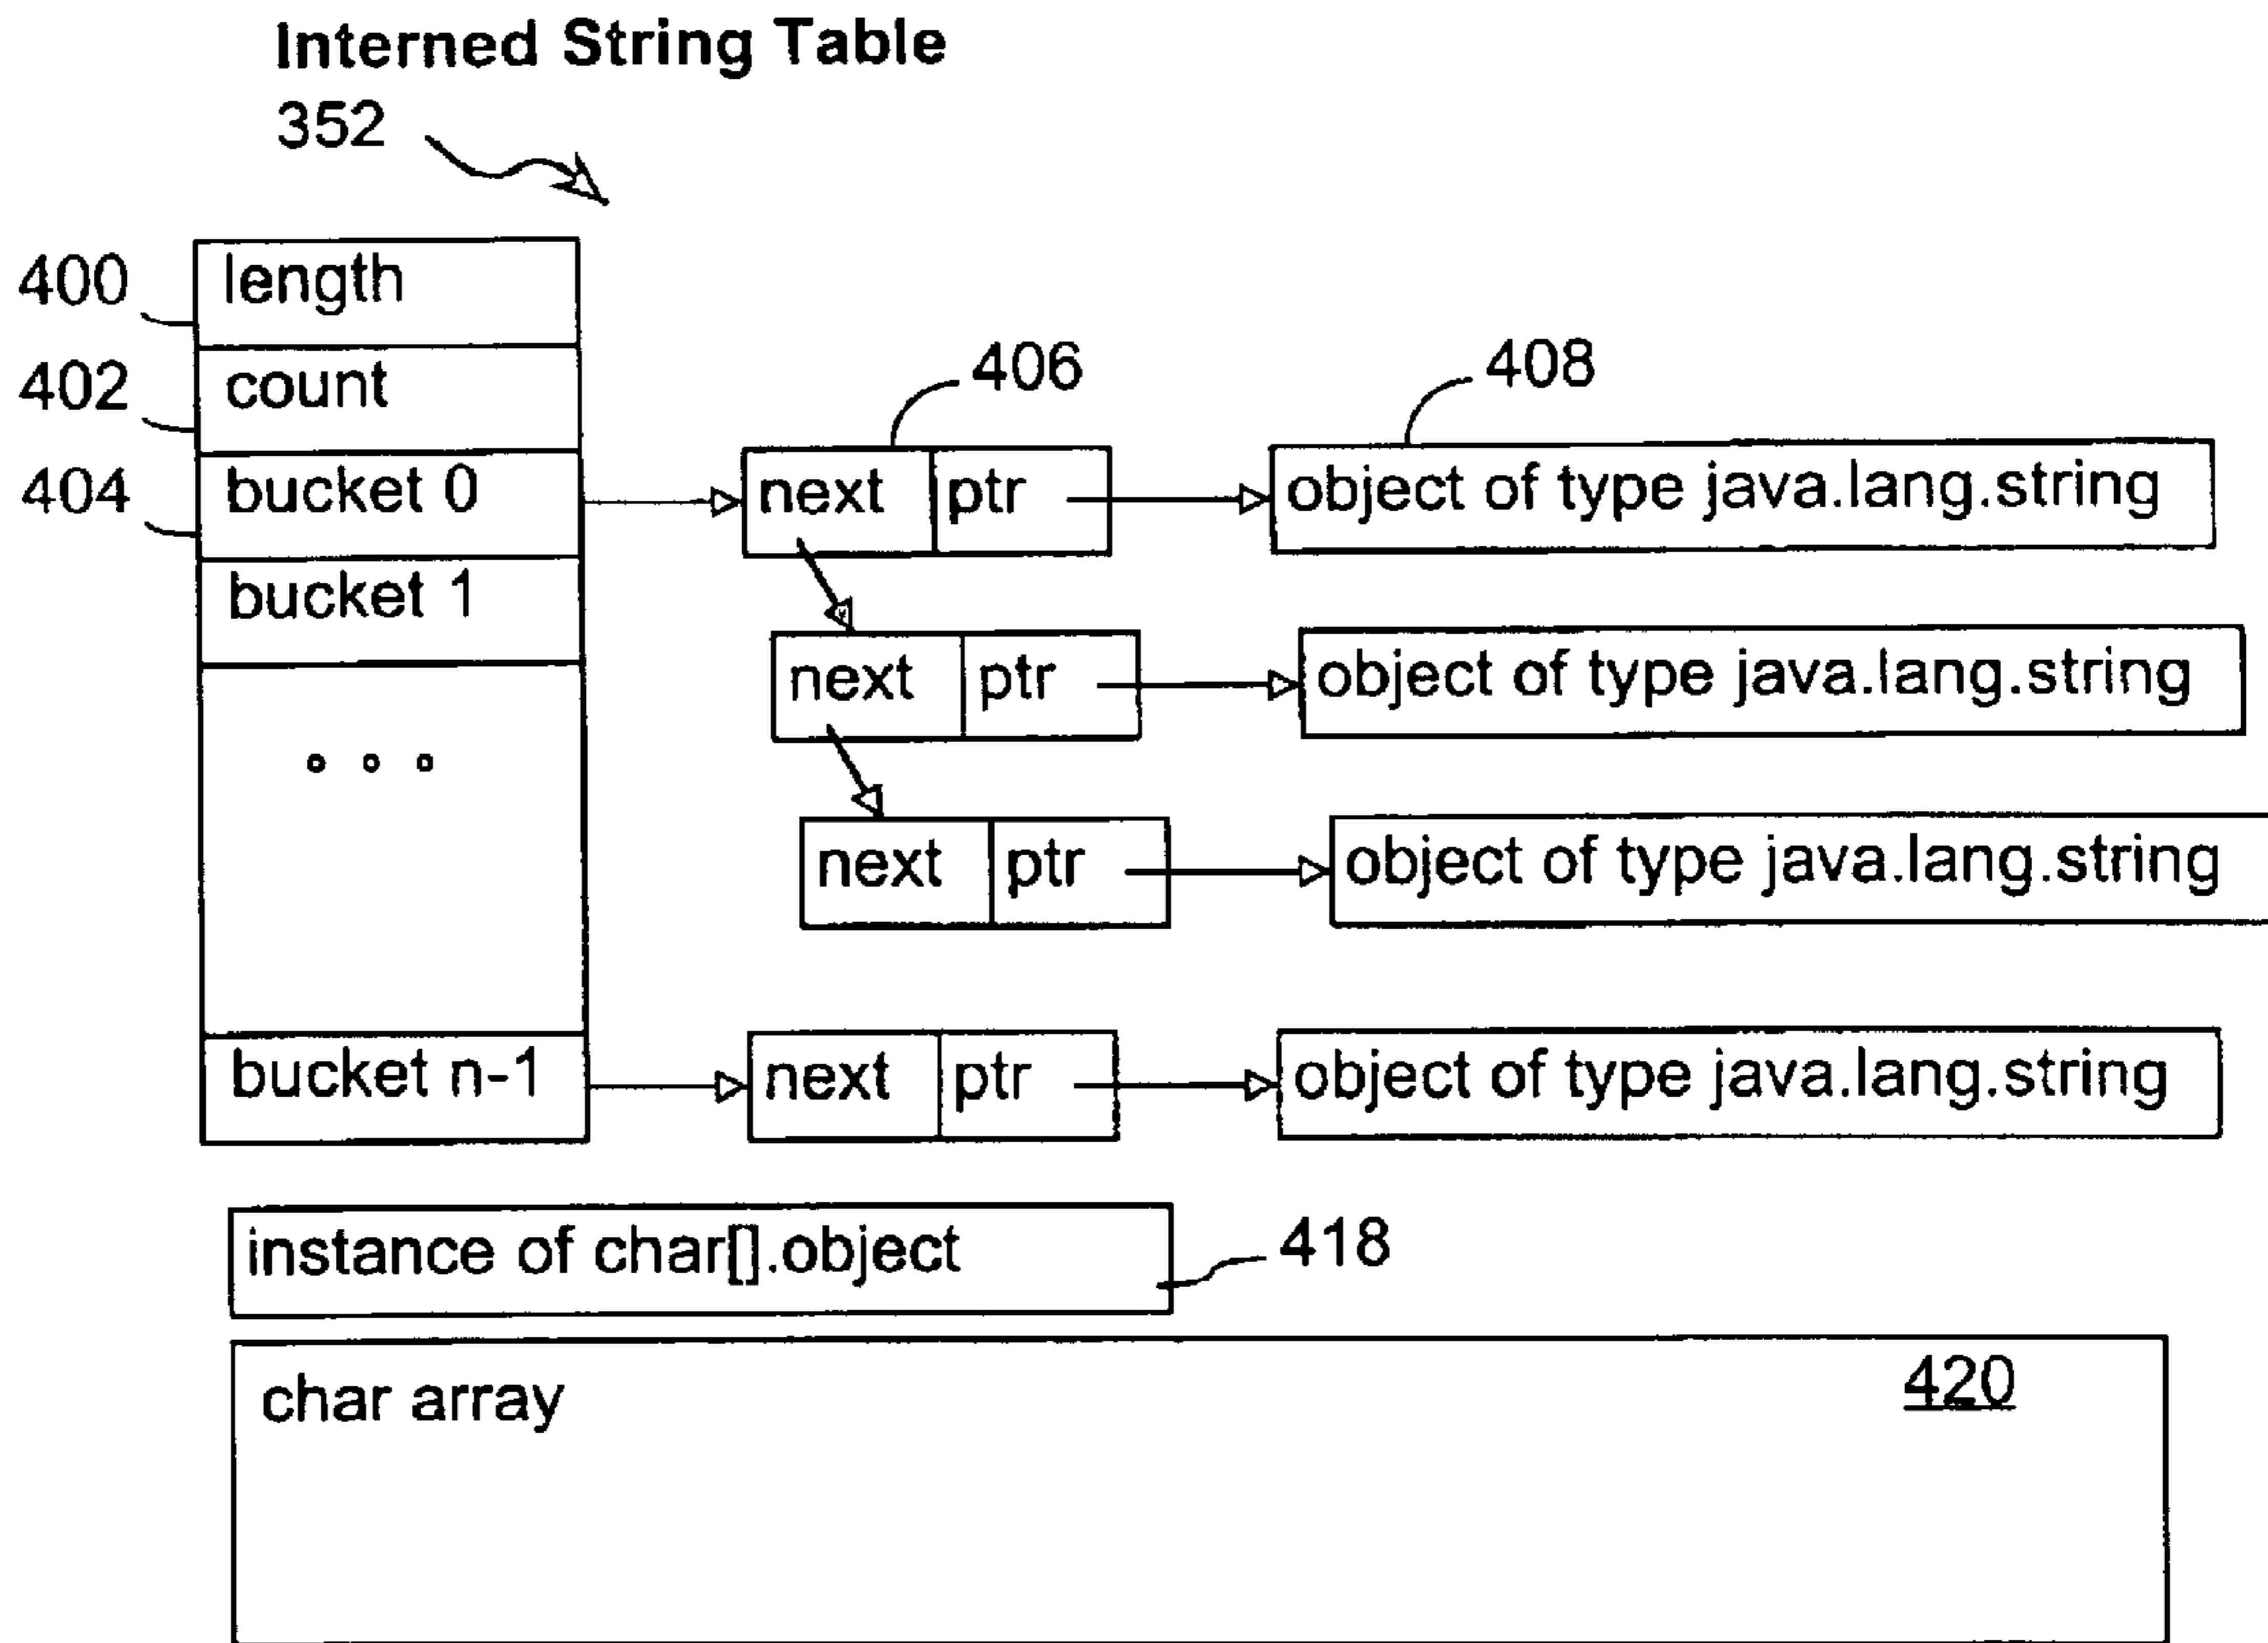 Interned String Table
352
400 length
402 count 406 408
404 bucket 0 next ptr object of type java.lang.string
bucket 1
next ptr object of type java.lang.string
next ptr object of type java.lang.string
bucket n-1 next ptr object of type java.lang.string
instance of char[].object 418
char array 420